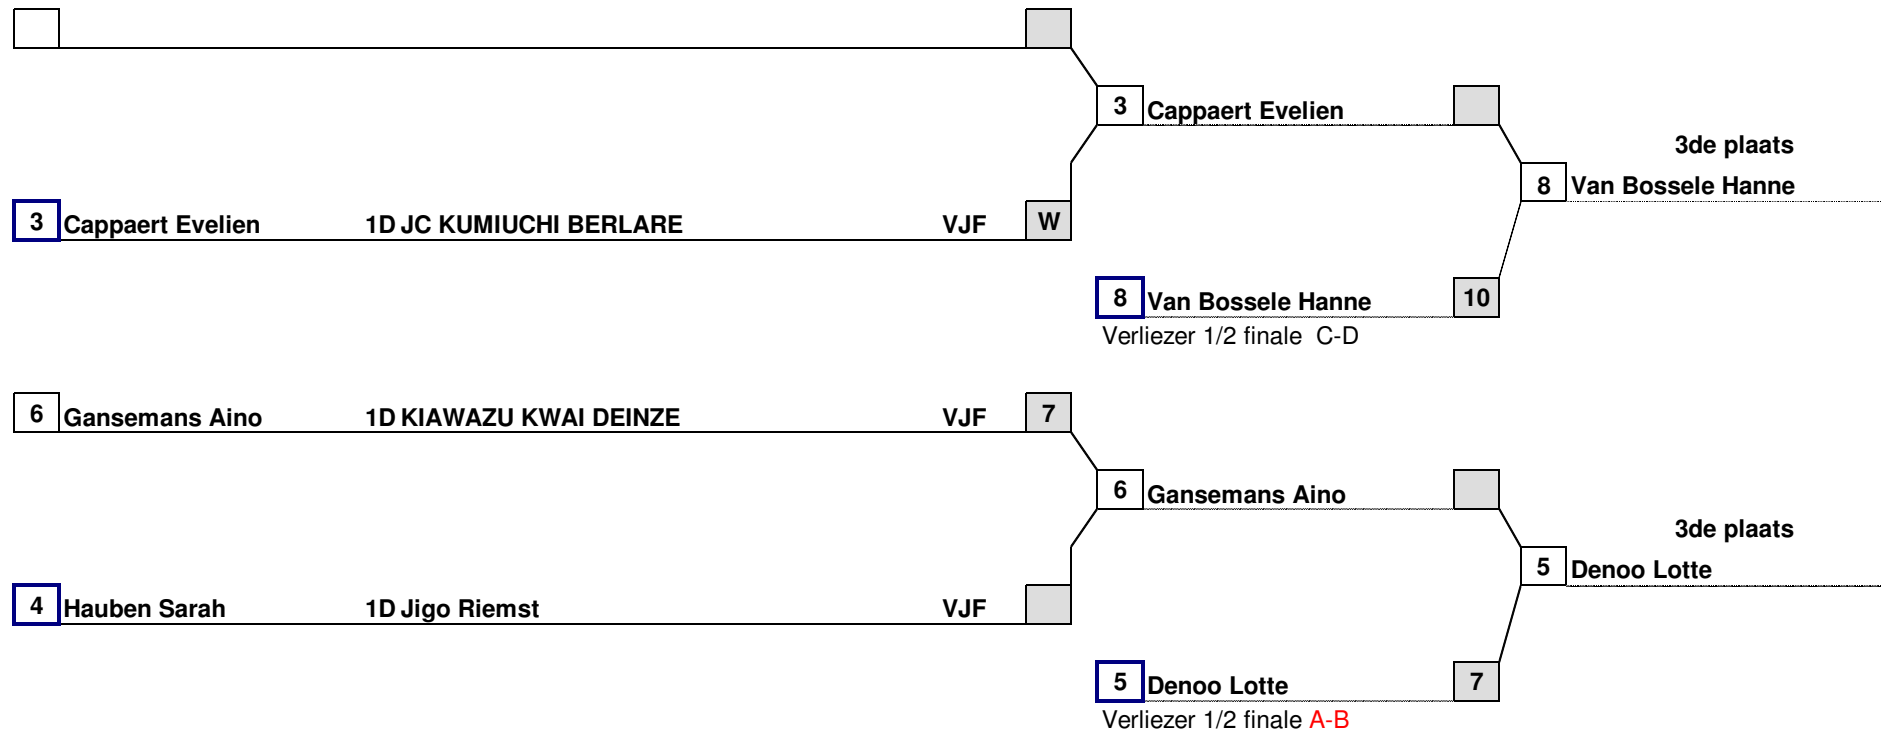 3 Cappaert Evelien
3de plaats
8 Van Bossele Hanne
3 Cappaert Evelien 1D JC KUMIUCHI BERLARE VJF W
8 Van Bossele Hanne 10
Verliezer 1/2 finale C-D
6 Gansemans Aino 1D KIAWAZU KWAI DEINZE VJF 7
6 Gansemans Aino
3de plaats
5 Denoo Lotte
4 Hauben Sarah 1D Jigo Riemst VJF
5 Denoo Lotte 7
Verliezer 1/2 finale A-B